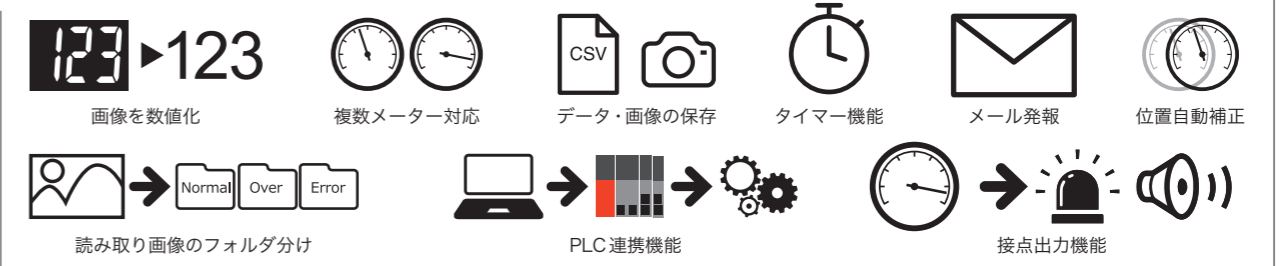 123 123
画像を数値化
複数メーター対応
CSV
データ・画像の保存
タイマー機能
メール発報
位置自動補正
Normal Over Error
読み取り画像のフォルダ分け
PLC連携機能
接点出力機能